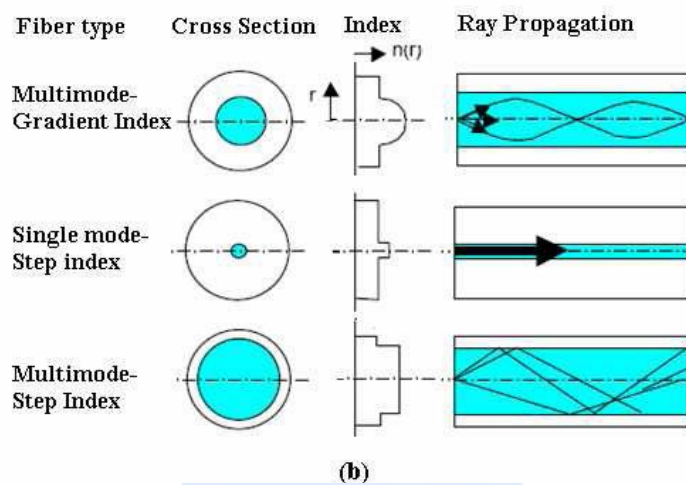 Fiber type Cross Section Index Ray Propagation
n(r)
r
Multimode-
Gradient Index
Single mode-
Step index
Multimode-
Step Index
(b)